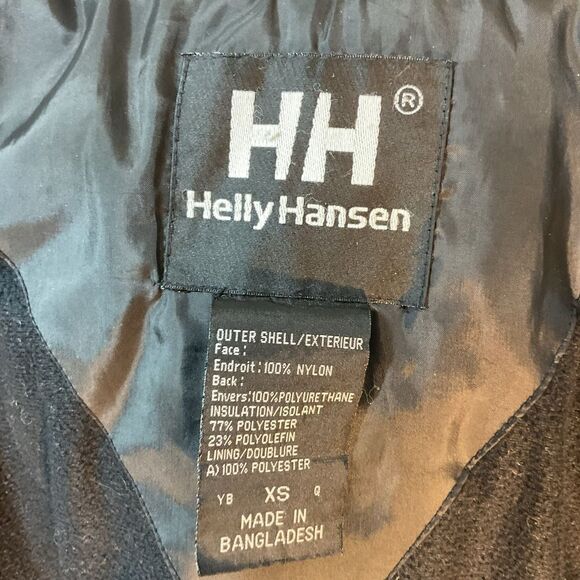 HH®
Helly Hansen
OUTER SHELL/EXTERIEUR
Face:
Endroit: 100% NYLON
Back:
Envers: 100% POLYURETHANE
INSULATION/ISOLANT
77% POLYESTER
23% POLYOLEFIN
LINING/DOUBLURE
A) 100% POLYESTER
YB XS Q
MADE IN
BANGLADESH